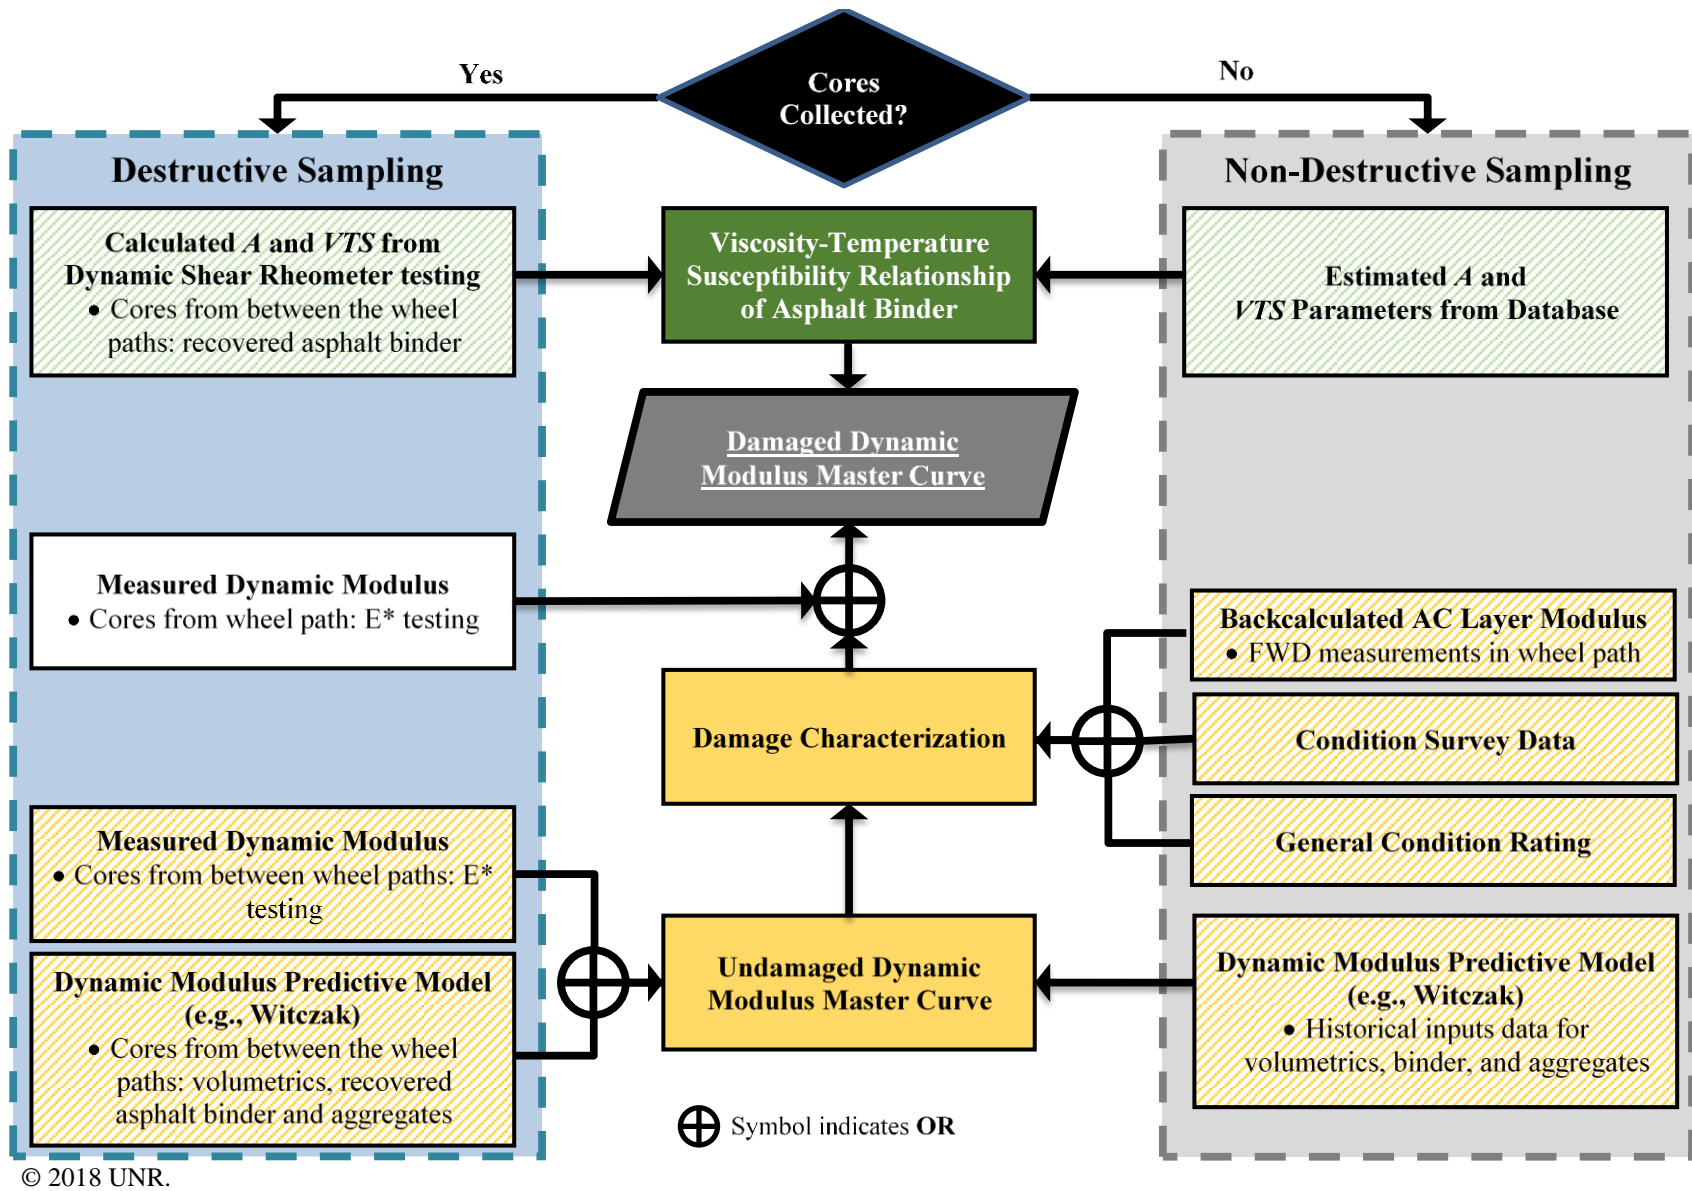 Cores
Collected?
Yes
No
Destructive Sampling
Calculated A and VTS from
Dynamic Shear Rheometer testing
• Cores from between the wheel
paths: recovered asphalt binder
Measured Dynamic Modulus
• Cores from wheel path: E* testing
Measured Dynamic Modulus
• Cores from between wheel paths: E*
testing
Dynamic Modulus Predictive Model
(e.g., Witczak)
• Cores from between the wheel
paths: volumetrics, recovered
asphalt binder and aggregates
Viscosity-Temperature
Susceptibility Relationship
of Asphalt Binder
Damaged Dynamic
Modulus Master Curve
Damage Characterization
Undamaged Dynamic
Modulus Master Curve
Symbol indicates OR
Non-Destructive Sampling
Estimated A and
VTS Parameters from Database
Backcalculated AC Layer Modulus
• FWD measurements in wheel path
Condition Survey Data
General Condition Rating
Dynamic Modulus Predictive Model
(e.g., Witczak)
• Historical inputs data for
volumetrics, binder, and aggregates
© 2018 UNR.